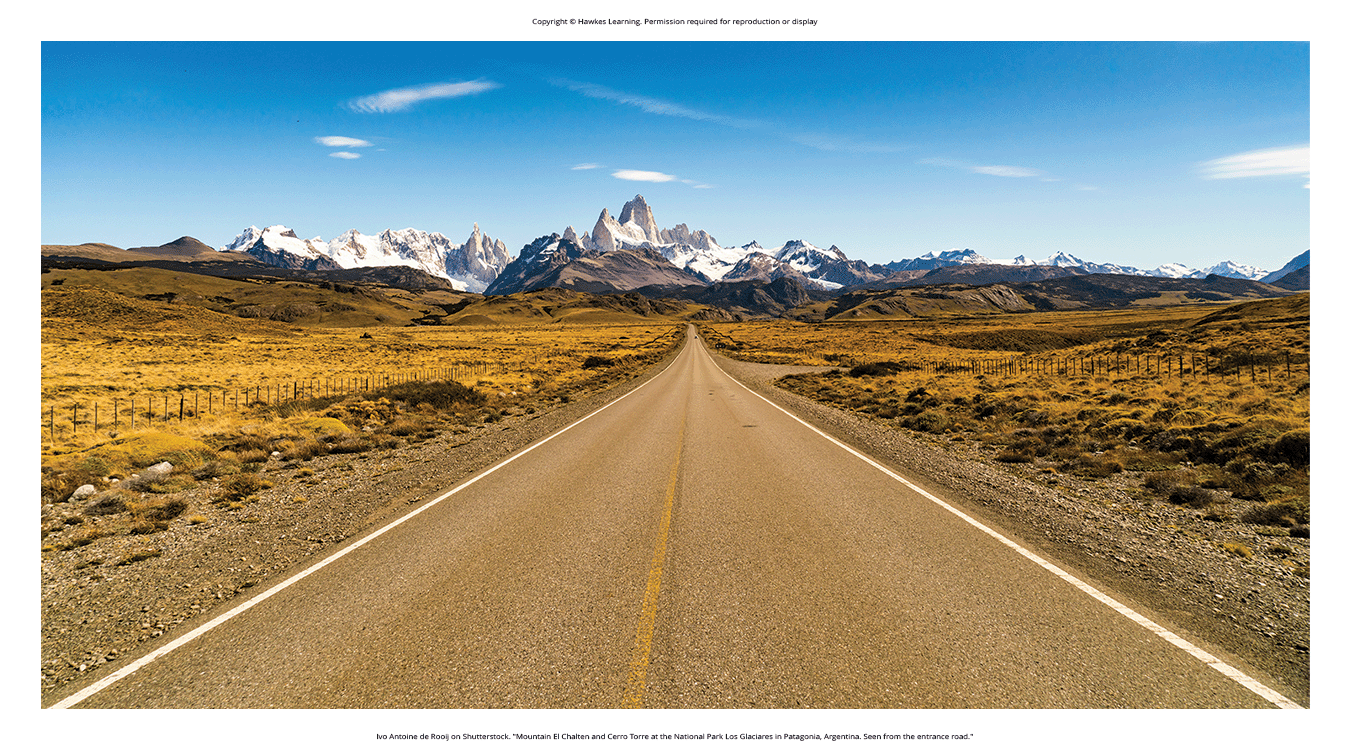 Copyright © Hawkes Learning. Permission required for reproduction or display
Ivo Antoine de Rooij on Shutterstock. "Mountain El Chalten and Cerro Torre at the National Park Los Glaciares in Patagonia, Argentina. Seen from the entrance road."